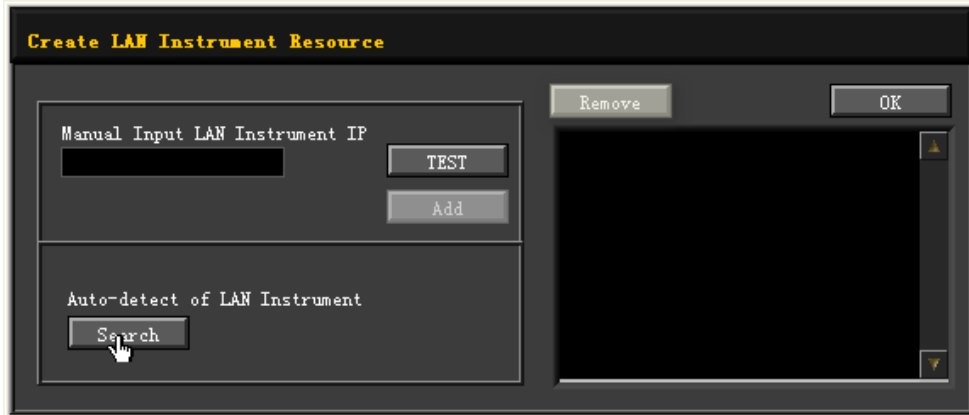 Create LAN Instrument Resource
Remove
OK
Manual Input LAN Instrument IP
TEST
Add
Auto-detect of LAN Instrument
Search